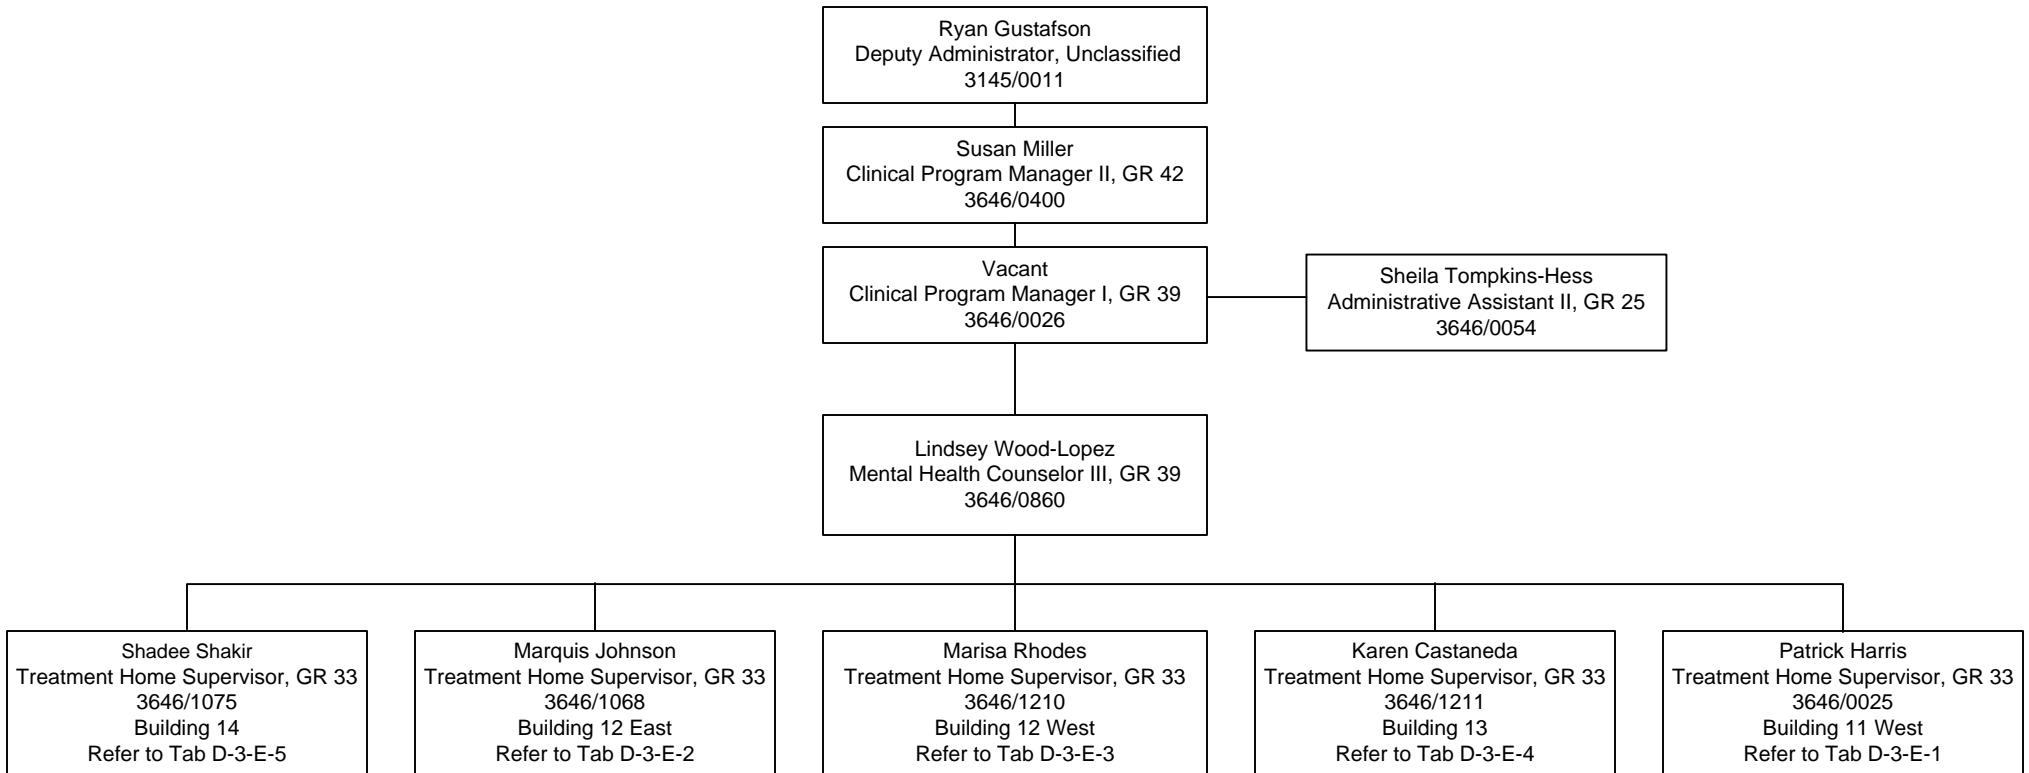 Ryan Gustafson
Deputy Administrator, Unclassified
3145/0011
Susan Miller
Clinical Program Manager II, GR 42
3646/0400
Vacant
Clinical Program Manager I, GR 39
3646/0026
Sheila Tompkins-Hess
Administrative Assistant II, GR 25
3646/0054
Lindsey Wood-Lopez
Mental Health Counselor III, GR 39
3646/0860
Shadee Shakir
Treatment Home Supervisor, GR 33
3646/1075
Building 14
Refer to Tab D-3-E-5
Marquis Johnson
Treatment Home Supervisor, GR 33
3646/1068
Building 12 East
Refer to Tab D-3-E-2
Marisa Rhodes
Treatment Home Supervisor, GR 33
3646/1210
Building 12 West
Refer to Tab D-3-E-3
Karen Castaneda
Treatment Home Supervisor, GR 33
3646/1211
Building 13
Refer to Tab D-3-E-4
Patrick Harris
Treatment Home Supervisor, GR 33
3646/0025
Building 11 West
Refer to Tab D-3-E-1